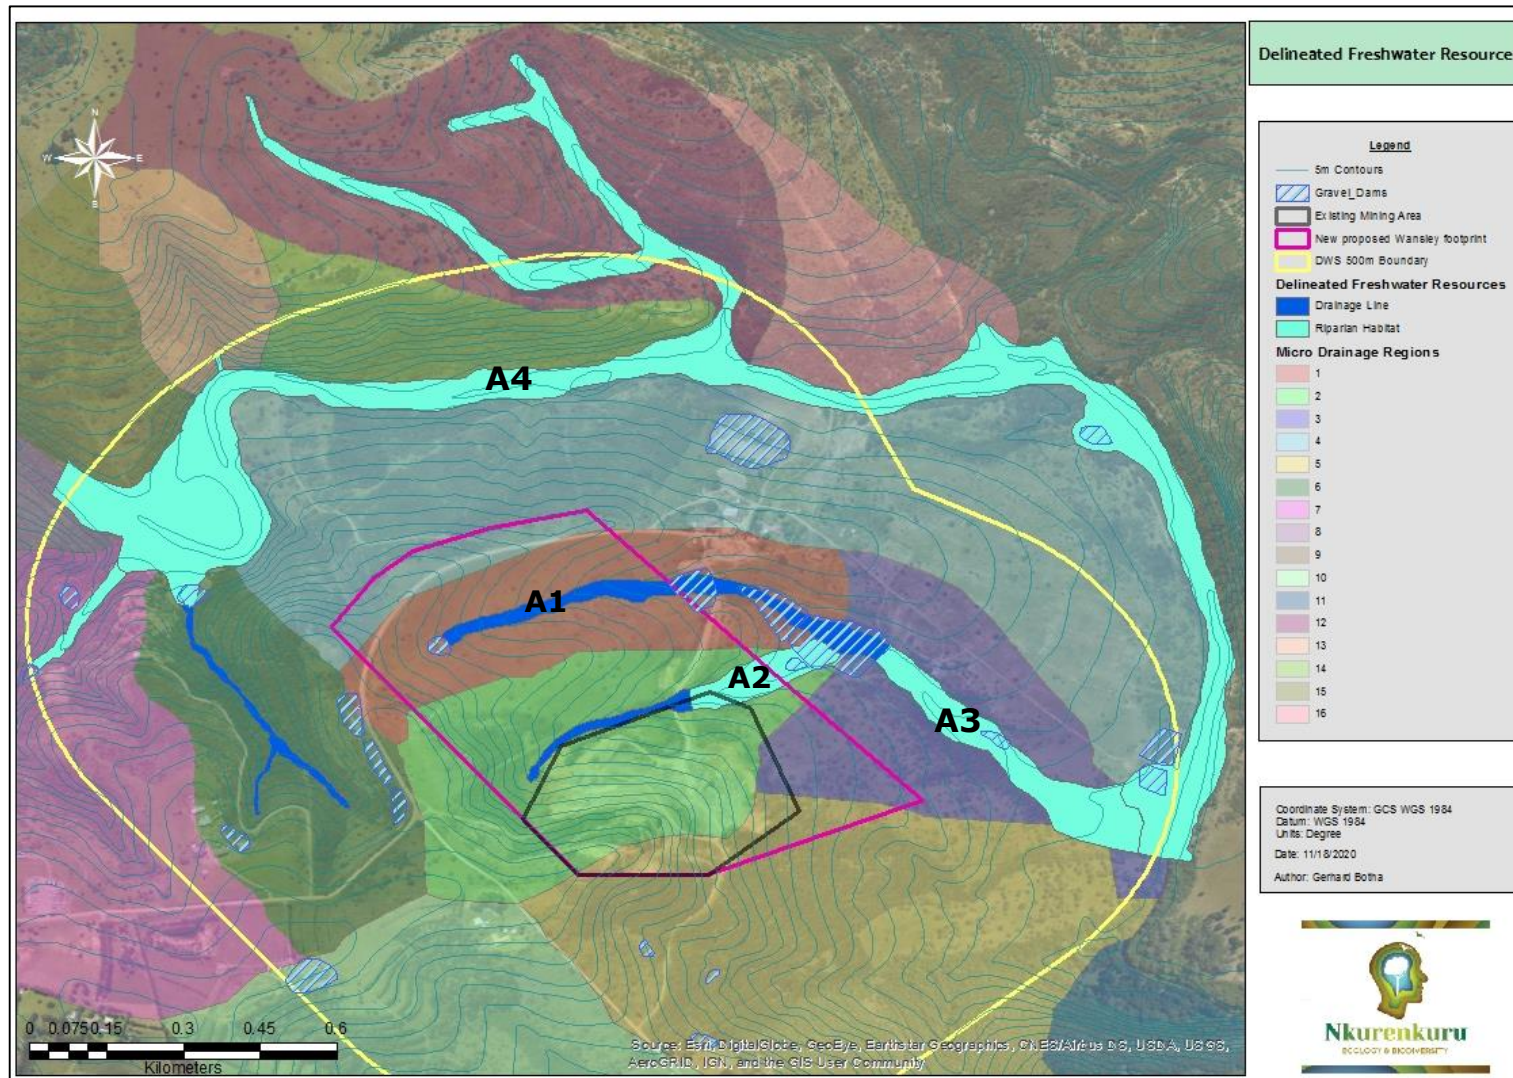 Delineated Freshwater Resource
N
W E
S
Legend
5m Contours
Gravel_Dams
Existing Mining Area
New proposed Wansley footprint
DWS 500m Boundary
Delineated Freshwater Resources
Drainage Line
Riparian Habitat
Micro Drainage Regions
1
2
3
4
5
6
7
8
9
10
11
12
13
14
15
16
A4
A1
A2
A3
Coordinate System: GCS WGS 1984
Datum: WGS 1984
Units: Degree
Date: 11/18/2020
Author: Gerhard Botha
0 0.075 0.15 0.3 0.45 0.6
Kilometers
Source: Esri, DigitalGlobe, GeoEye, Earthstar Geographics, CNES/Airbus DS, USDA, USGS,
AeroGRID, IGN, and the GIS User Community
Nkurenkuru
ECOLOGY & BIODIVERSITY